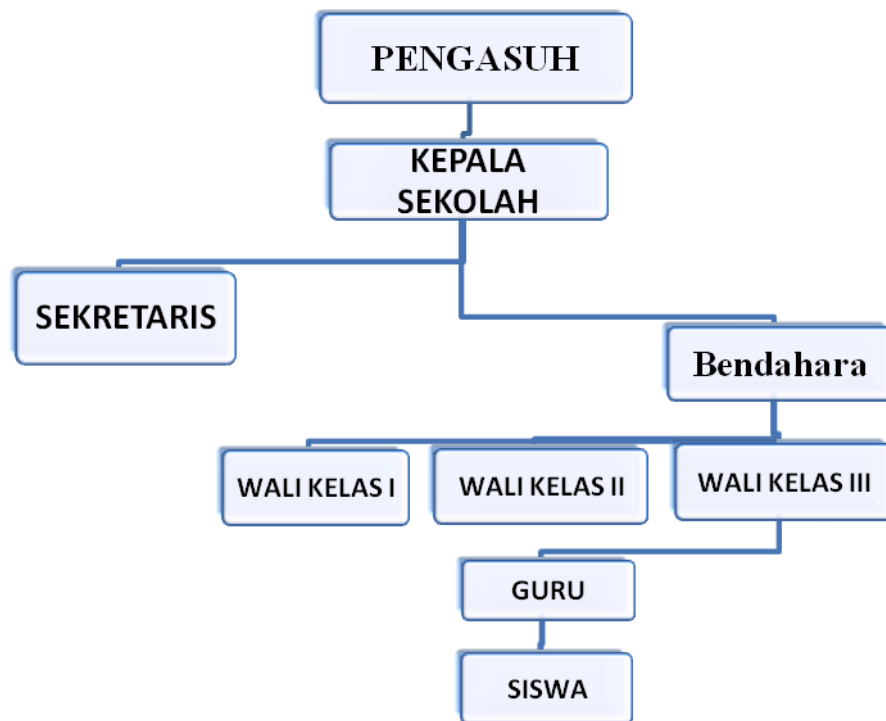 PENGASUH
KEPALA
SEKOLAH
SEKRETARIS
Bendahara
WALI KELAS I
WALI KELAS II
WALI KELAS III
GURU
SISWA